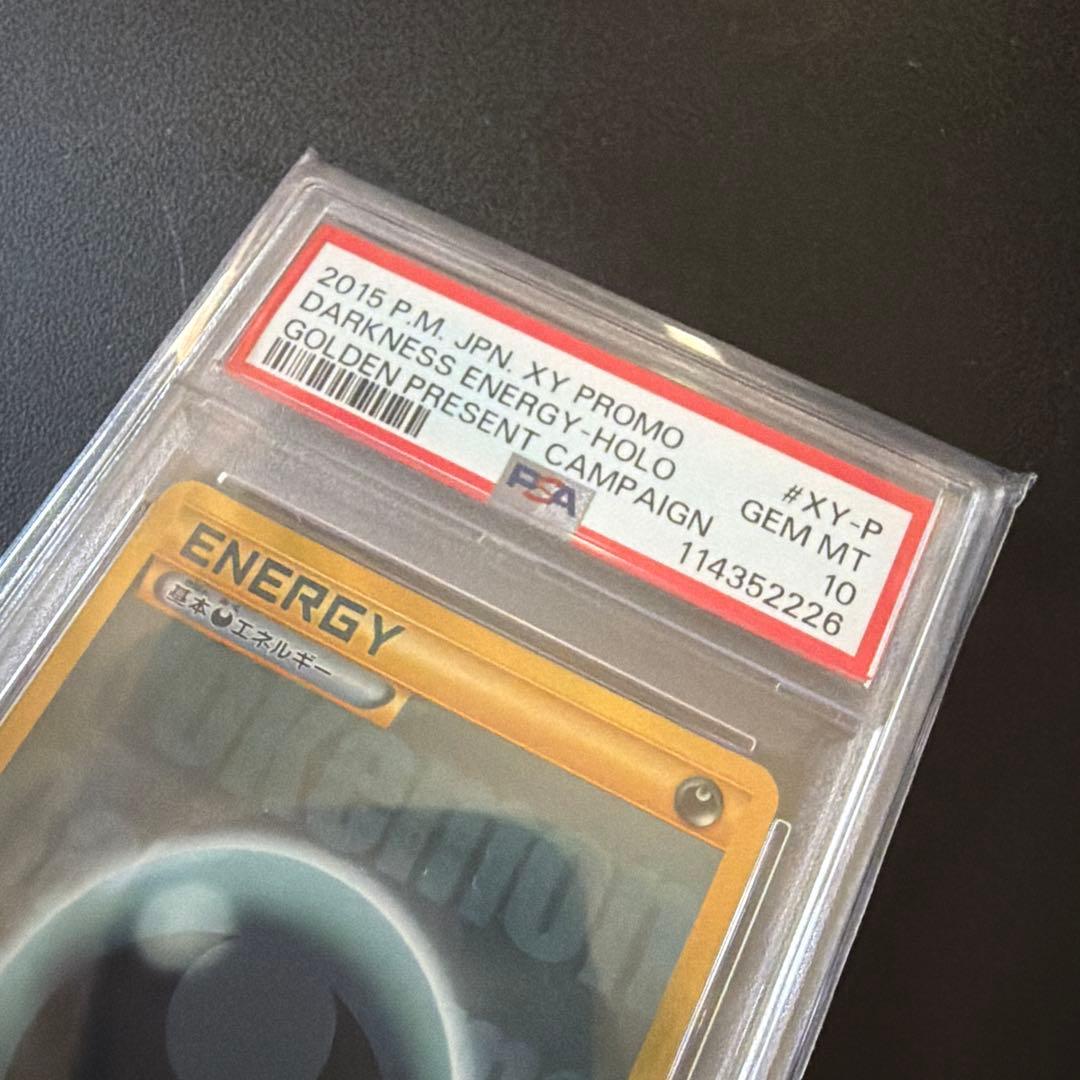 2015 P.M. JPN. XY PROMO #XY-P
DARKNESS ENERGY-HOLO GEM MT
GOLDEN PRESENT CAMPAIGN 10
PSA 114352226
ENERGY
基本 エネルギー
POKÉMON